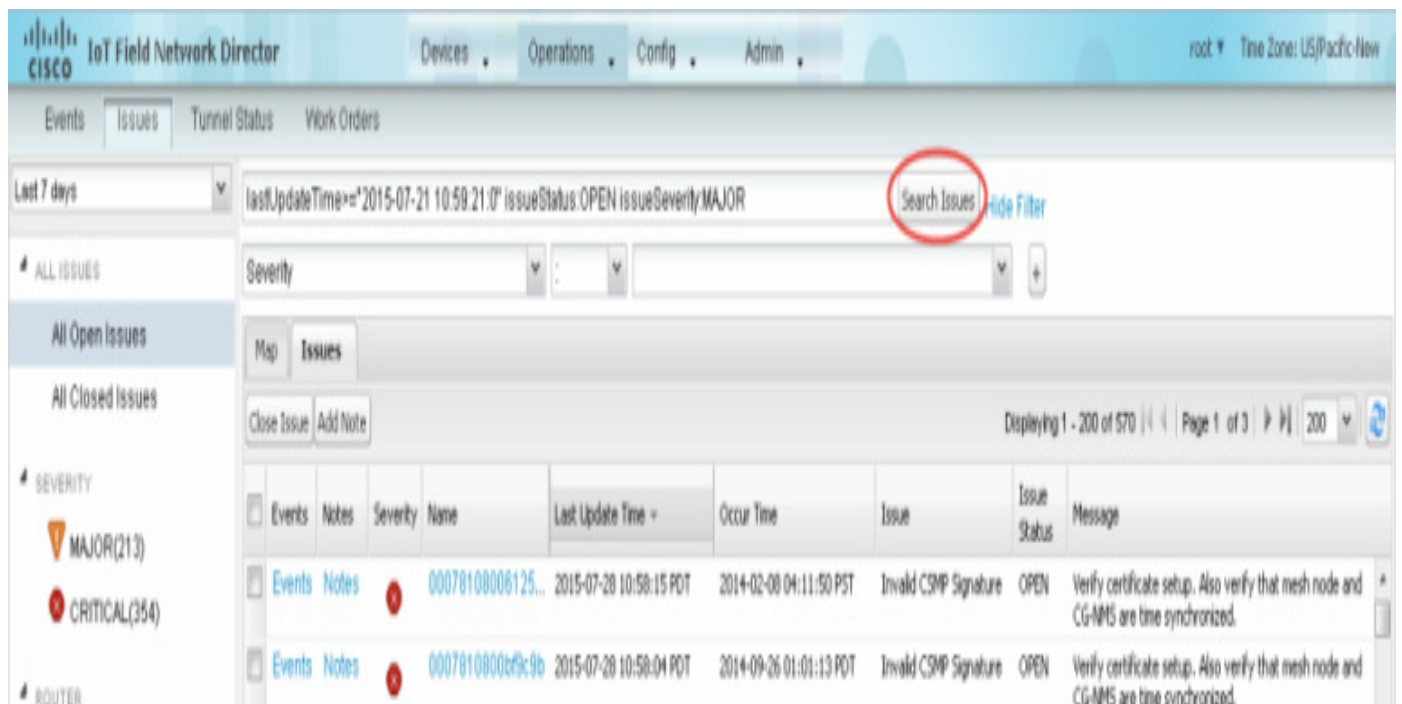 CISCO IoT Field Network Director Devices Operations Config Admin root Time Zone: US/Pacific-New
Events Issues Tunnel Status Work Orders
Last 7 days lastUpdateTime>="2015-07-21 10:59:21:0" issueStatus:OPEN issueSeverity:MAJOR Search Issues Hide Filter
ALL ISSUES Severity : +
All Open Issues
Map Issues
All Closed Issues
Close Issue Add Note Displaying 1 - 200 of 570 Page 1 of 3 200
SEVERITY
MAJOR(213)
CRITICAL(354)
ROUTER
Events Notes Severity Name Last Update Time Occur Time Issue Issue Status Message
Events Notes 00078108006125... 2015-07-28 10:58:15 PDT 2014-02-08 04:11:50 PST Invalid CSMP Signature OPEN Verify certificate setup. Also verify that mesh node and
CG-NMS are time synchronized.
Events Notes 0007810800bf9c9b 2015-07-28 10:58:04 PDT 2014-09-26 01:01:13 PDT Invalid CSMP Signature OPEN Verify certificate setup. Also verify that mesh node and
CG-NMS are time synchronized.